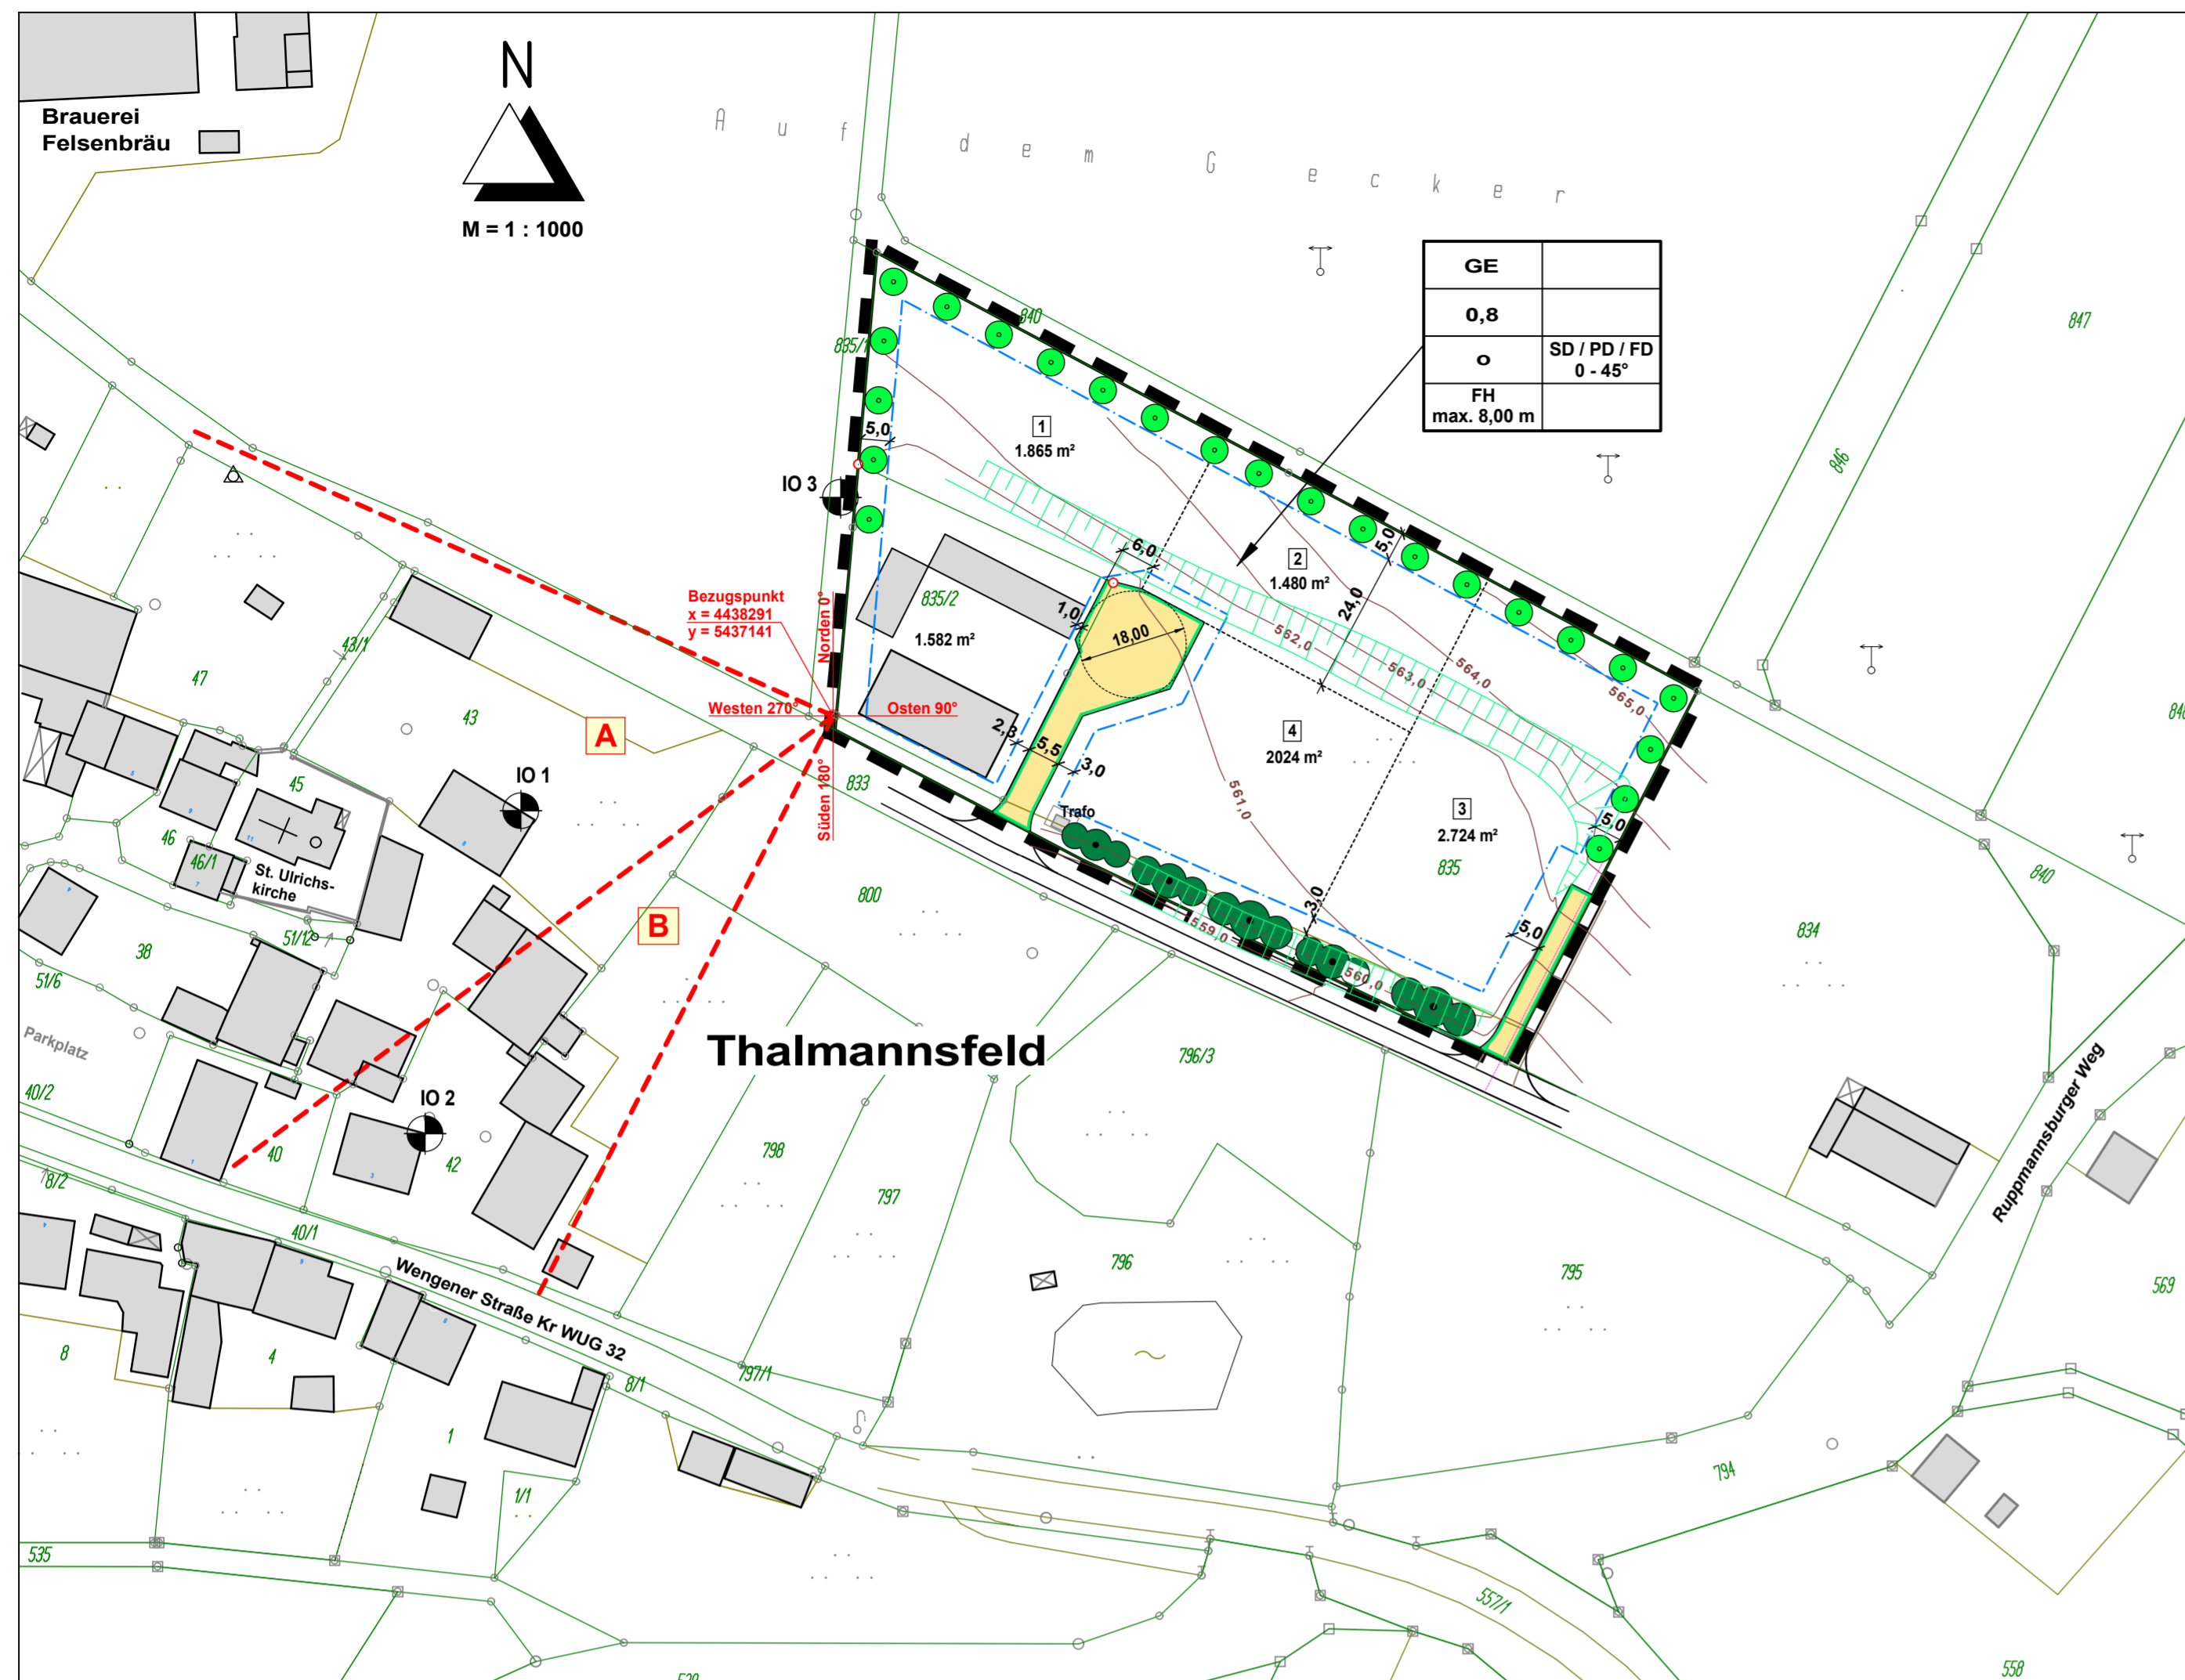 Brauerei
Felsenbräu
N
M = 1 : 1000
A u f d e m G e c k e r
GE
0,8
o
SD / PD / FD
0 - 45°
FH
max. 8,00 m
840
835/1
847
846
5,0
1
1.865 m²
IO 3
6,0
2
1.480 m²
5,0
24,0
835/2
1.582 m²
1,0
18,00
562,0
563,0
564,0
565,0
Bezugspunkt
x = 4438291
y = 5437141
Norden 0°
Westen 270°
Osten 90°
Süden 180°
43/1
47
43
A
IO 1
45
46
46/1
St. Ulrichs-
kirche
51/12
38
51/6
Parkplatz
40/2
B
833
2,3
5,5
3,0
4
2024 m²
561,0
Trafo
3
2.724 m²
835
5,0
3,0
5,0
559,0
560,0
800
834
840
Thalmannsfeld
796/3
IO 2
40
42
8/2
40/1
798
797
796
795
Ruppmannsburger Weg
569
Wengener Straße Kr WUG 32
8
4
8/1
797/1
1
1/1
535
794
557/1
558